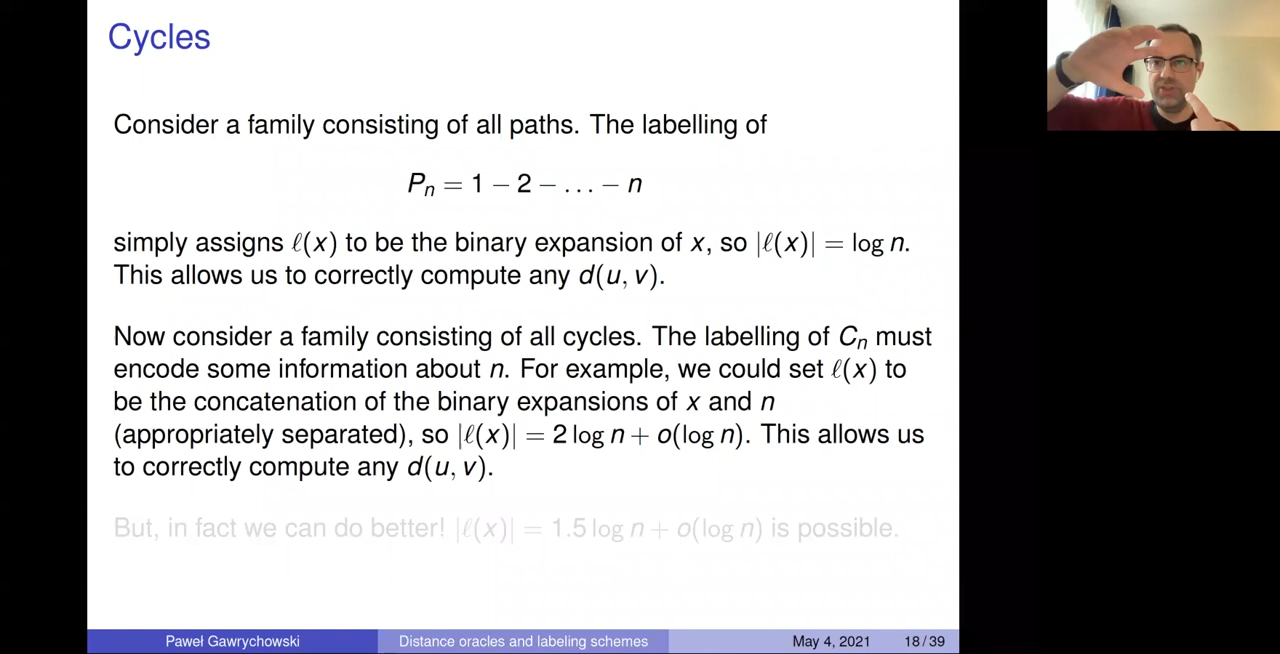 Cycles
Consider a family consisting of all paths. The labelling of
Pn = 1 − 2 − . . . − n
simply assigns ℓ(x) to be the binary expansion of x, so |ℓ(x)| = log n.
This allows us to correctly compute any d(u, v).
Now consider a family consisting of all cycles. The labelling of Cn must
encode some information about n. For example, we could set ℓ(x) to
be the concatenation of the binary expansions of x and n
(appropriately separated), so |ℓ(x)| = 2 log n + o(log n). This allows us
to correctly compute any d(u, v).
But, in fact we can do better! |ℓ(x)| = 1.5 log n + o(log n) is possible.
Paweł Gawrychowski Distance oracles and labeling schemes May 4, 2021 18 / 39